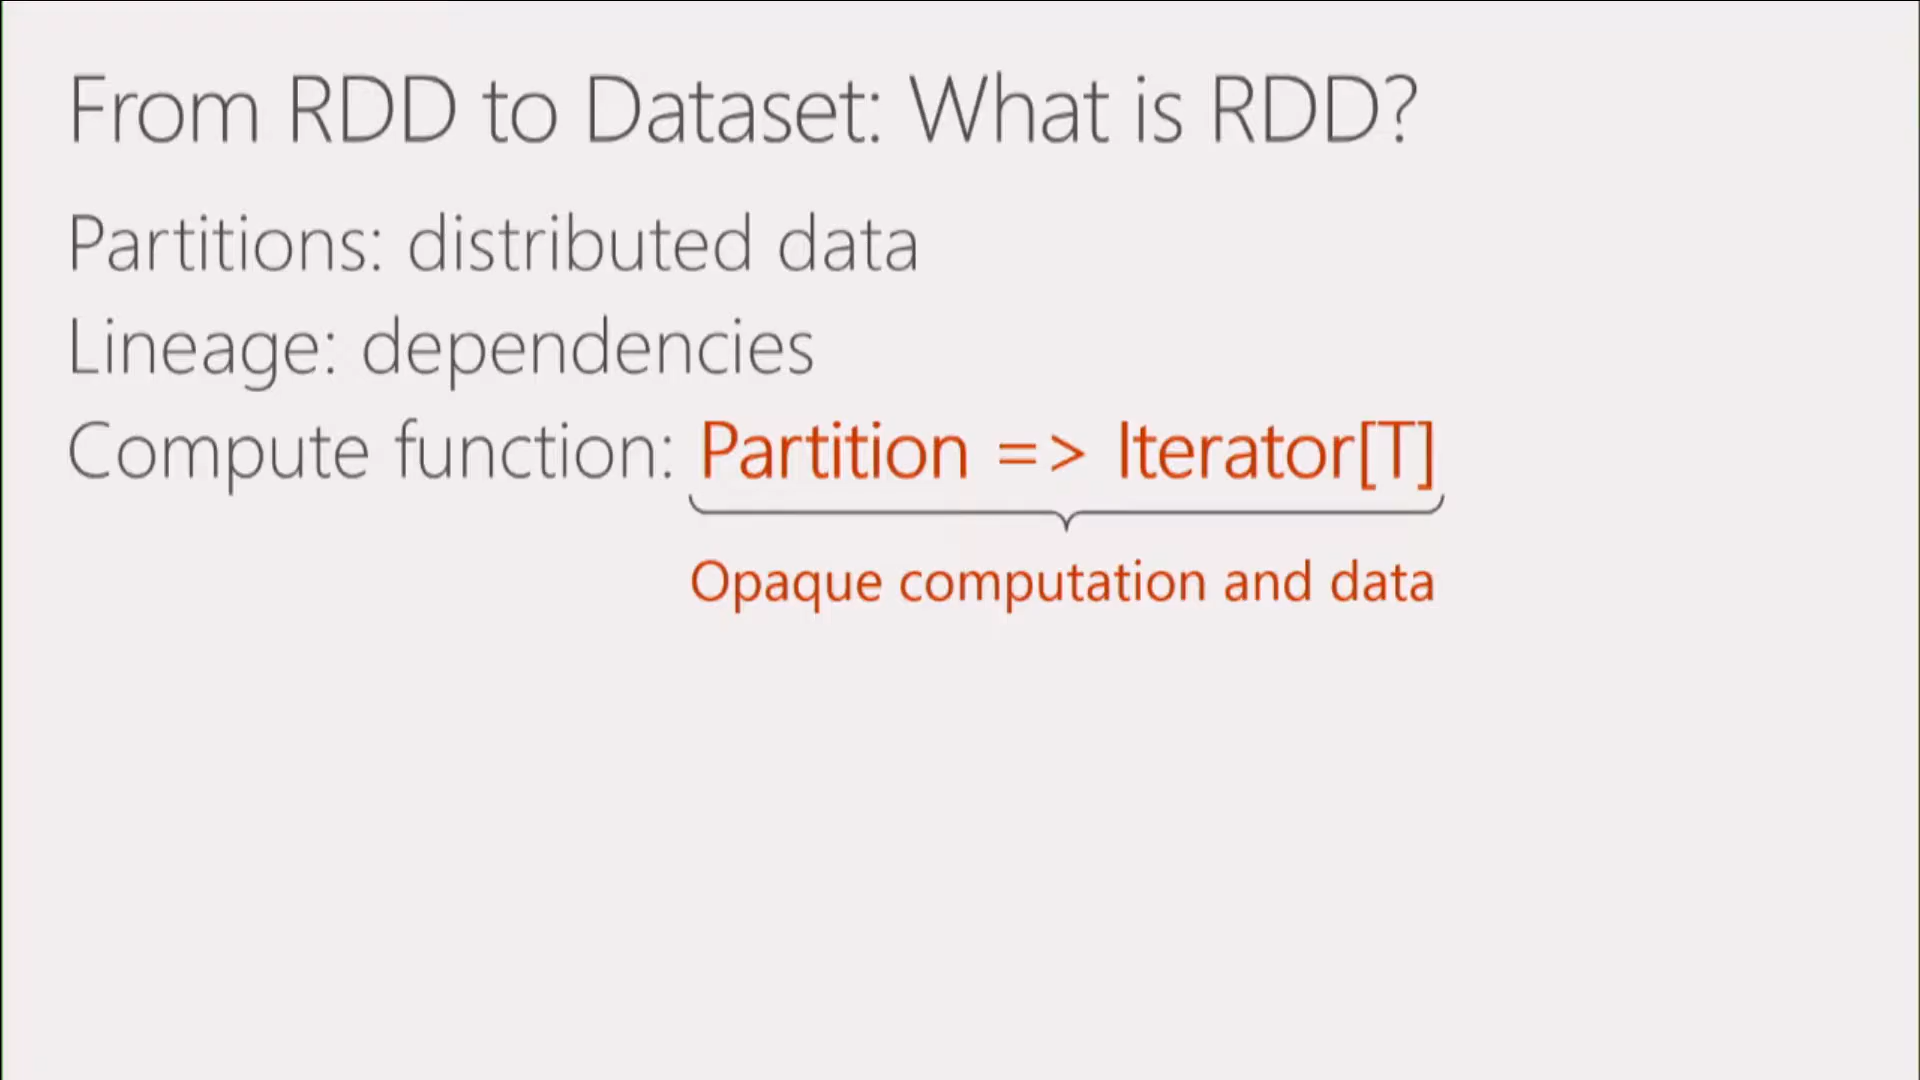 From RDD to Dataset: What is RDD?
Partitions: distributed data
Lineage: dependencies
Compute function: Partition => Iterator[T]
Opaque computation and data